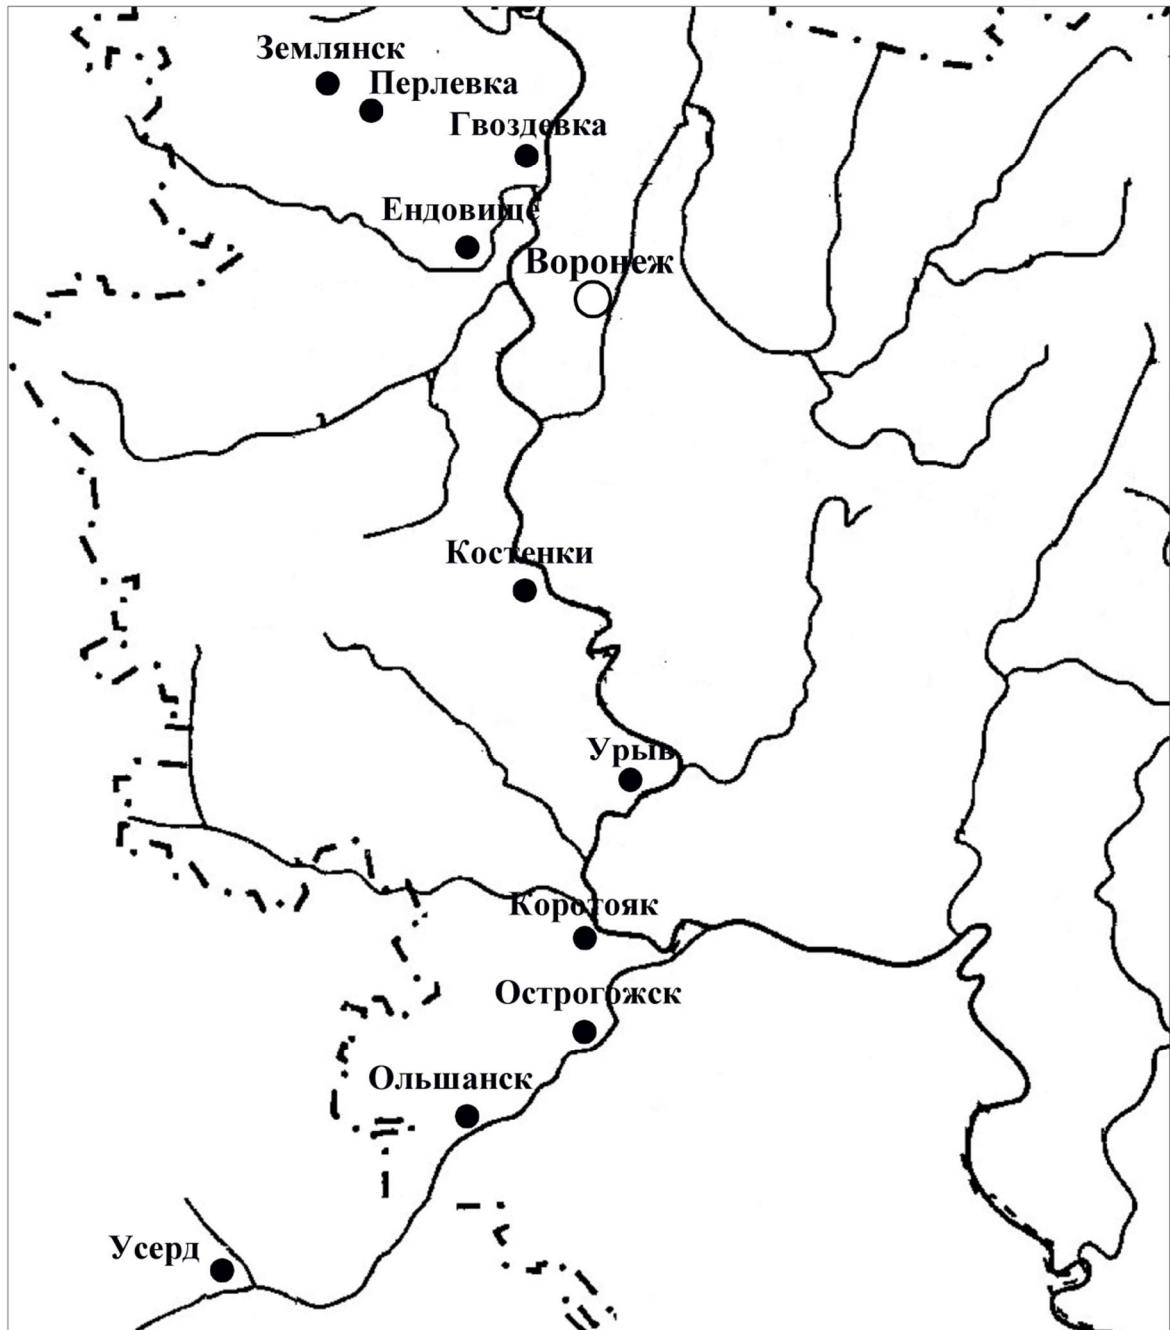 Землянск
Перлевка
Гвоздевка
Ендовище
Воронеж
Костенки
Урыв
Коротояк
Острогожск
Ольшанск
Усерд